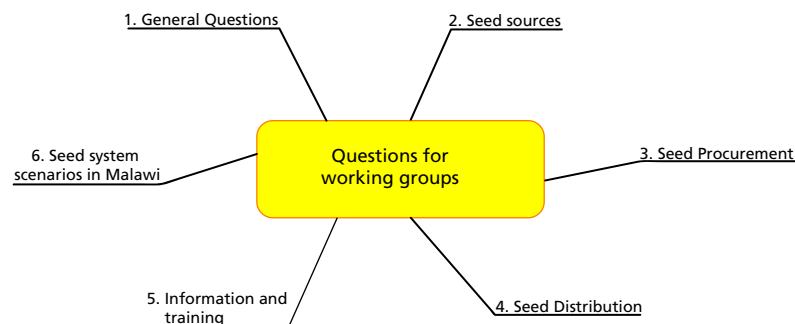 1. General Questions
2. Seed sources
Questions for
working groups
3. Seed Procurement
6. Seed system
scenarios in Malawi
4. Seed Distribution
5. Information and
training